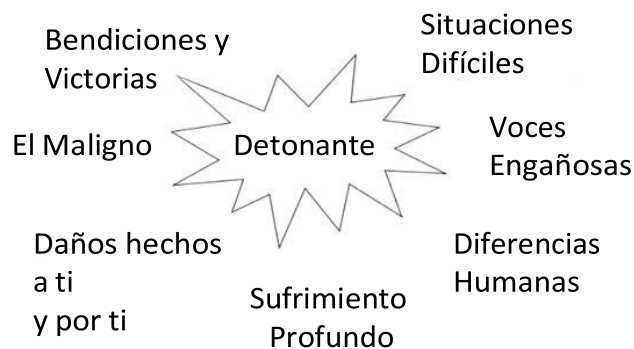 Bendiciones y
Victorias
Situaciones
Difíciles
El Maligno
Detonante
Voces
Engañosas
Daños hechos
a ti
y por ti
Sufrimiento
Profundo
Diferencias
Humanas